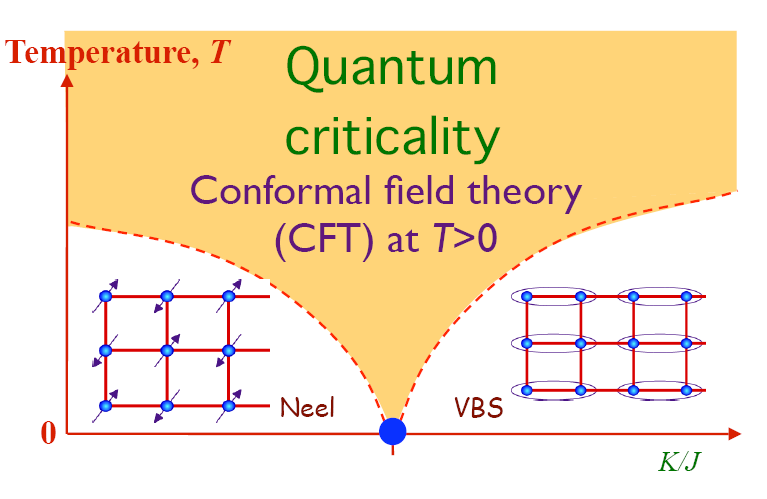 Temperature, T
Quantum
criticality
Conformal field theory
(CFT) at T>0
Neel
VBS
0
K/J